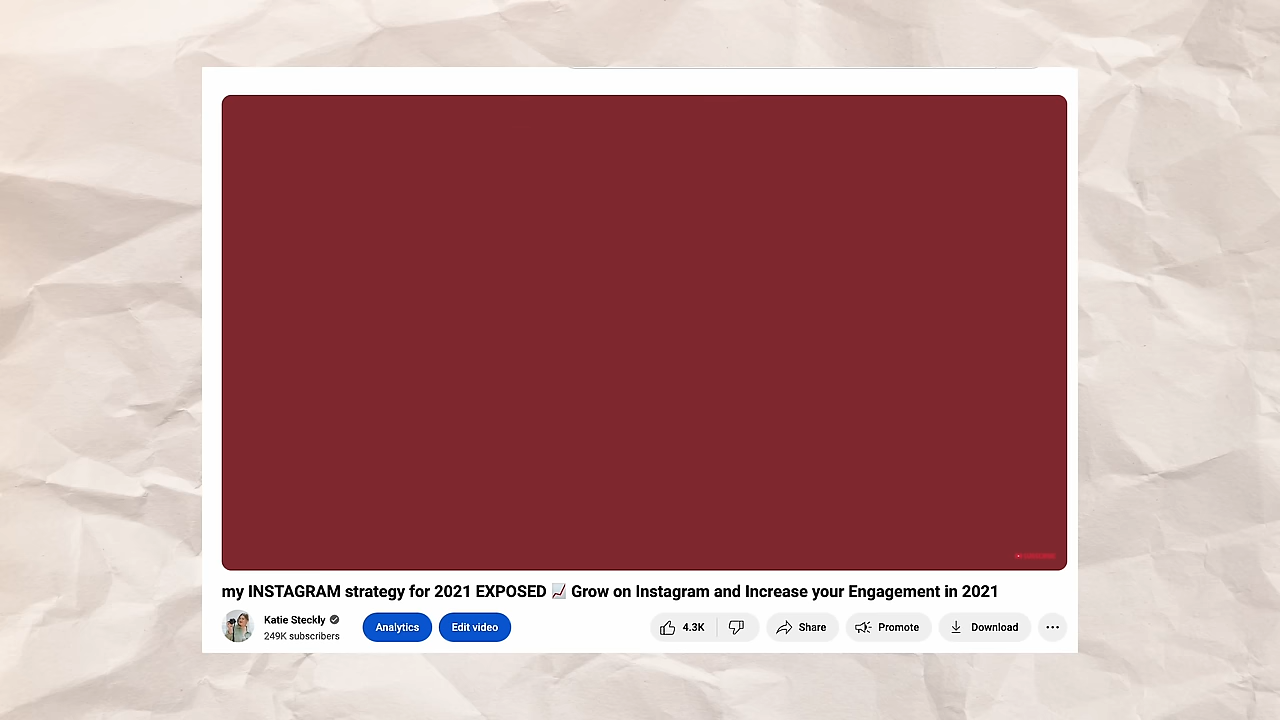 my INSTAGRAM strategy for 2021 EXPOSED 📈 Grow on Instagram and Increase your Engagement in 2021
Katie Steckly
249K subscribers
Analytics
Edit video
4.3K
Share
Promote
Download